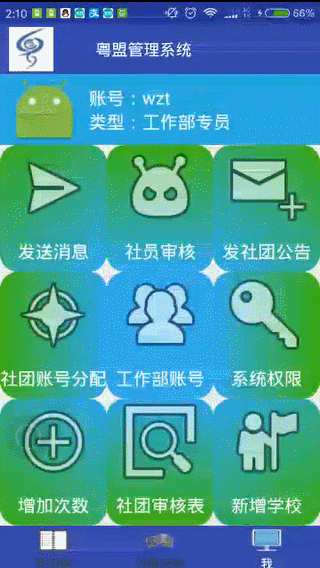 2:10
66%
粤盟管理系统
账号：wzt
类型：工作部专员
发送消息 社员审核 发社团公告
社团账号分配 工作部账号 系统权限
增加次数 社团审核表 新增学校
我